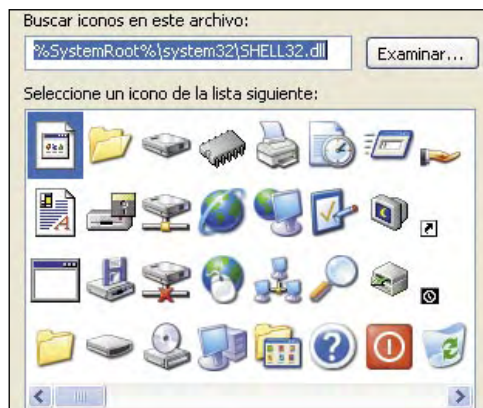 Buscar iconos en este archivo:
%SystemRoot%\system32\SHELL32.dll
Examinar...
Seleccione un icono de la lista siguiente: